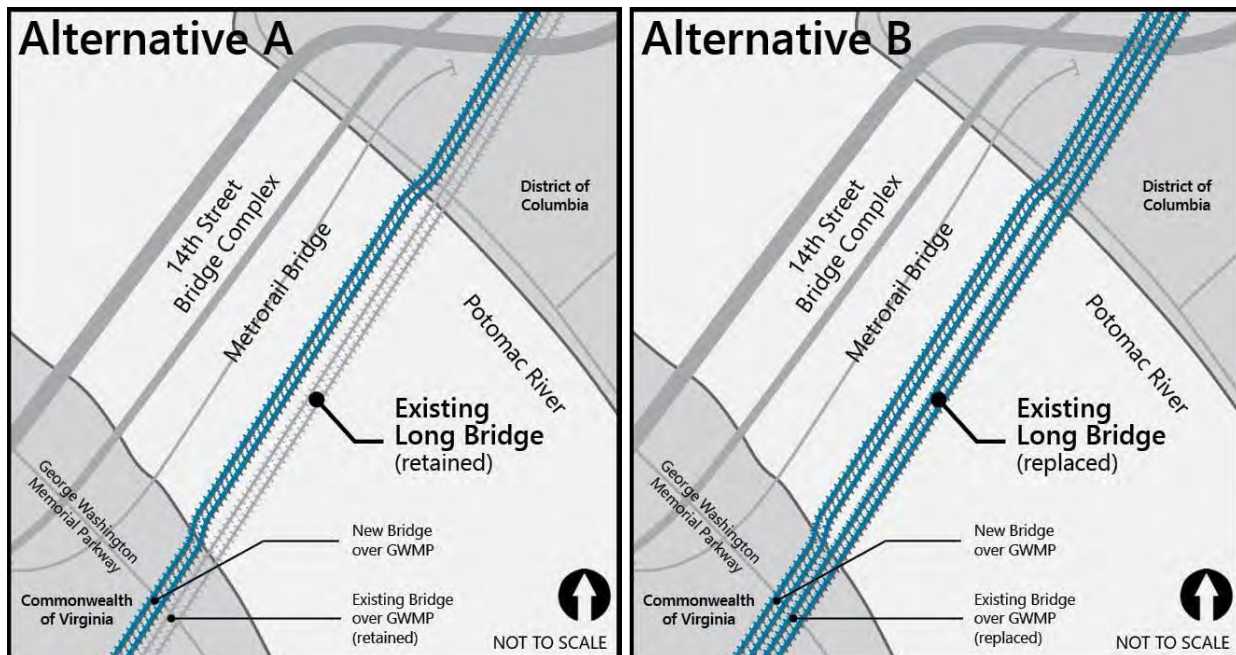 Alternative A
14th Street
Bridge Complex
Metrorail Bridge
District of
Columbia
Potomac River
Existing
Long Bridge
(retained)
George Washington
Memorial Parkway
New Bridge
over GWMP
Commonwealth
of Virginia
Existing Bridge
over GWMP
(retained)
NOT TO SCALE
Alternative B
14th Street
Bridge Complex
Metrorail Bridge
District of
Columbia
Potomac River
Existing
Long Bridge
(replaced)
George Washington
Memorial Parkway
New Bridge
over GWMP
Commonwealth
of Virginia
Existing Bridge
over GWMP
(replaced)
NOT TO SCALE